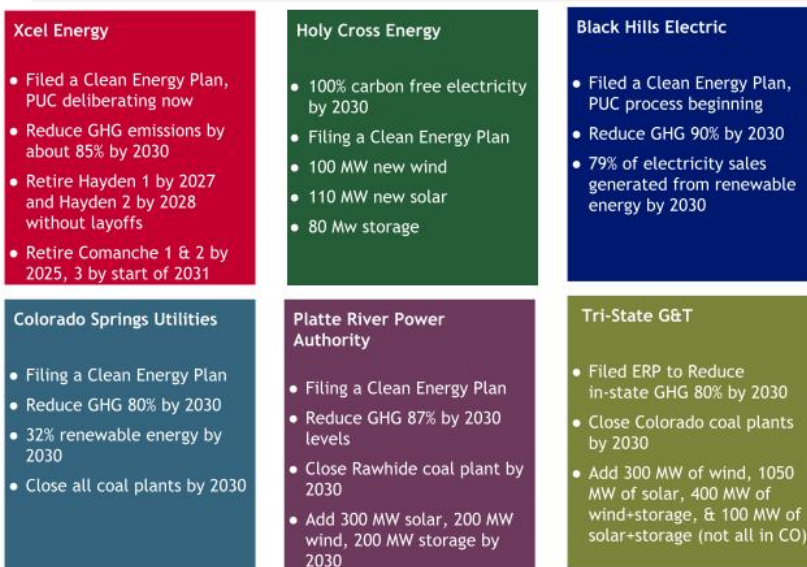 Xcel Energy
● Filed a Clean Energy Plan,
PUC deliberating now
● Reduce GHG emissions by
about 85% by 2030
● Retire Hayden 1 by 2027
and Hayden 2 by 2028
without layoffs
● Retire Comanche 1 & 2 by
2025, 3 by start of 2031
Holy Cross Energy
● 100% carbon free electricity
by 2030
● Filing a Clean Energy Plan
● 100 MW new wind
● 110 MW new solar
● 80 Mw storage
Black Hills Electric
● Filed a Clean Energy Plan,
PUC process beginning
● Reduce GHG 90% by 2030
● 79% of electricity sales
generated from renewable
energy by 2030
Colorado Springs Utilities
● Filing a Clean Energy Plan
● Reduce GHG 80% by 2030
● 32% renewable energy by
2030
● Close all coal plants by 2030
Platte River Power
Authority
● Filing a Clean Energy Plan
● Reduce GHG 87% by 2030
levels
● Close Rawhide coal plant by
2030
● Add 300 MW solar, 200 MW
wind, 200 MW storage by
2030
Tri-State G&T
● Filed ERP to Reduce
in-state GHG 80% by 2030
● Close Colorado coal plants
by 2030
● Add 300 MW of wind, 1050
MW of solar, 400 MW of
wind+storage, & 100 MW of
solar+storage (not all in CO)